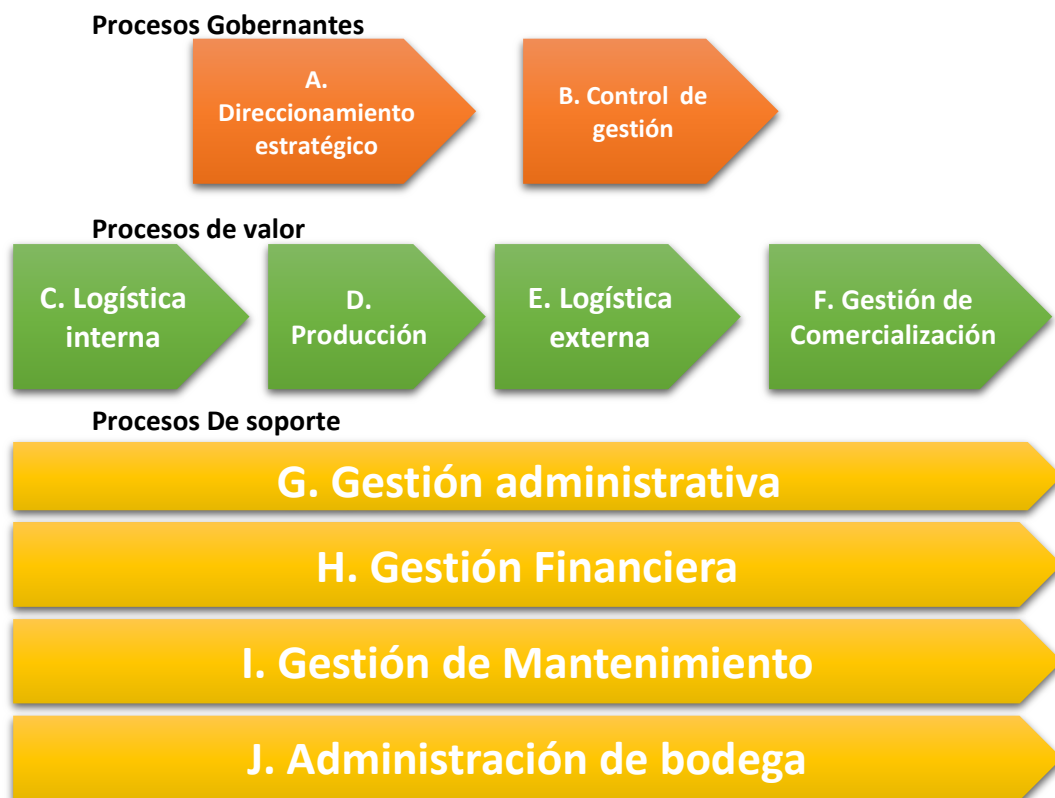 Procesos Gobernantes
A.
Direccionamiento
estratégico
B. Control de
gestión
Procesos de valor
C. Logística
interna
D.
Producción
E. Logística
externa
F. Gestión de
Comercialización
Procesos De soporte
G. Gestión administrativa
H. Gestión Financiera
I. Gestión de Mantenimiento
J. Administración de bodega